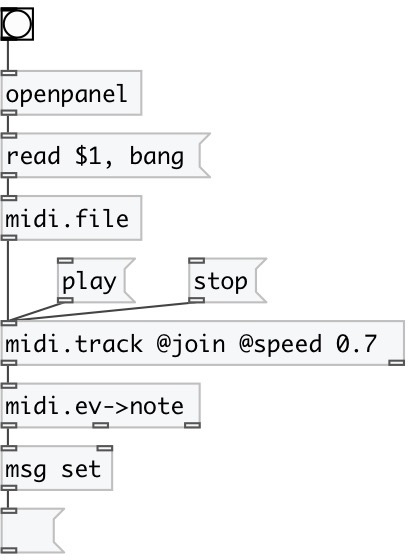 openpanel
read $1, bang
midi.file
play
stop
midi.track @join @speed 0.7
midi.ev->note
msg set